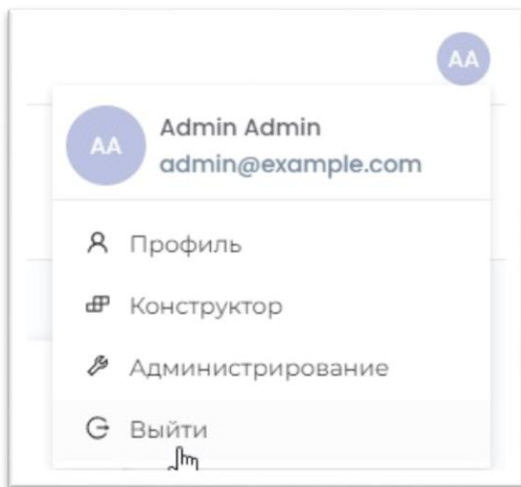 AA
AA
Admin Admin
admin@example.com
Профиль
Конструктор
Администрирование
Выйти